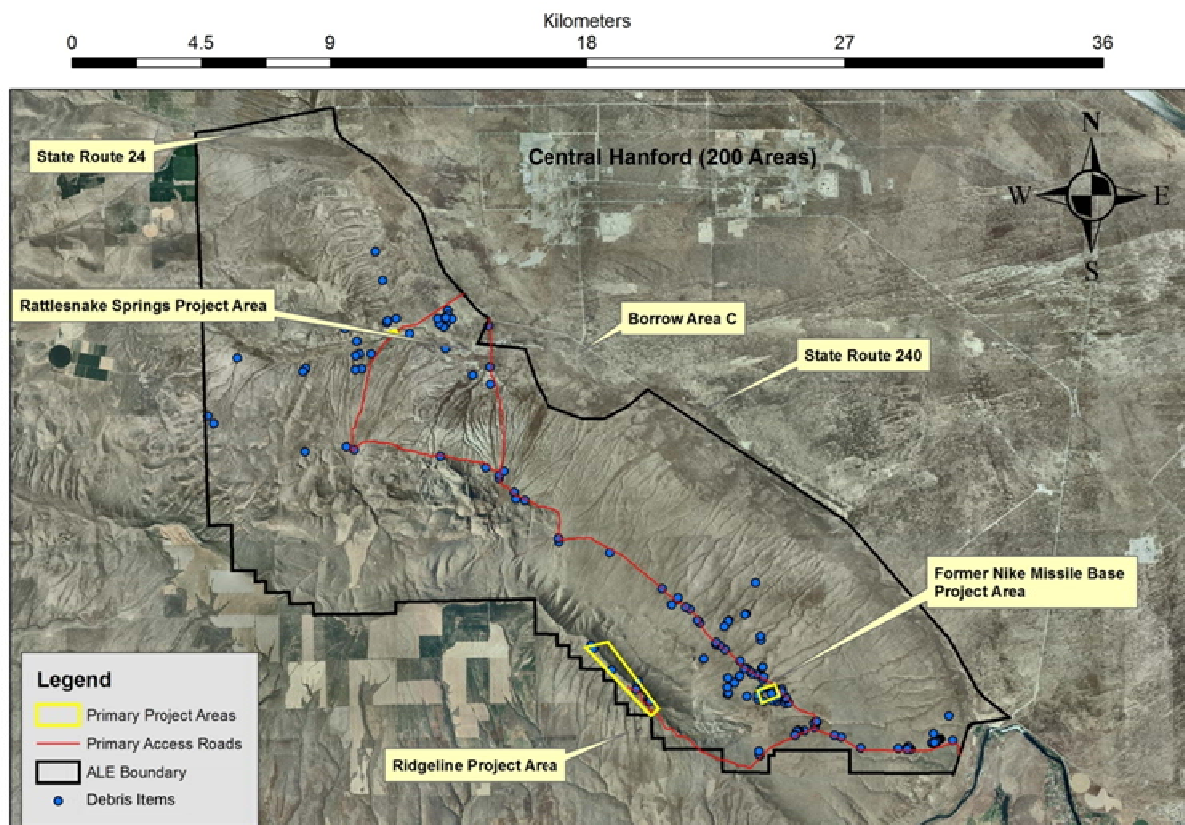 Kilometers
0 4.5 9 18 27 36
N
State Route 24
Central Hanford (200 Areas)
W E
S
Rattlesnake Springs Project Area
Borrow Area C
State Route 240
Former Nike Missile Base
Project Area
Legend
Primary Project Areas
Primary Access Roads
Ridgeline Project Area
ALE Boundary
Debris Items